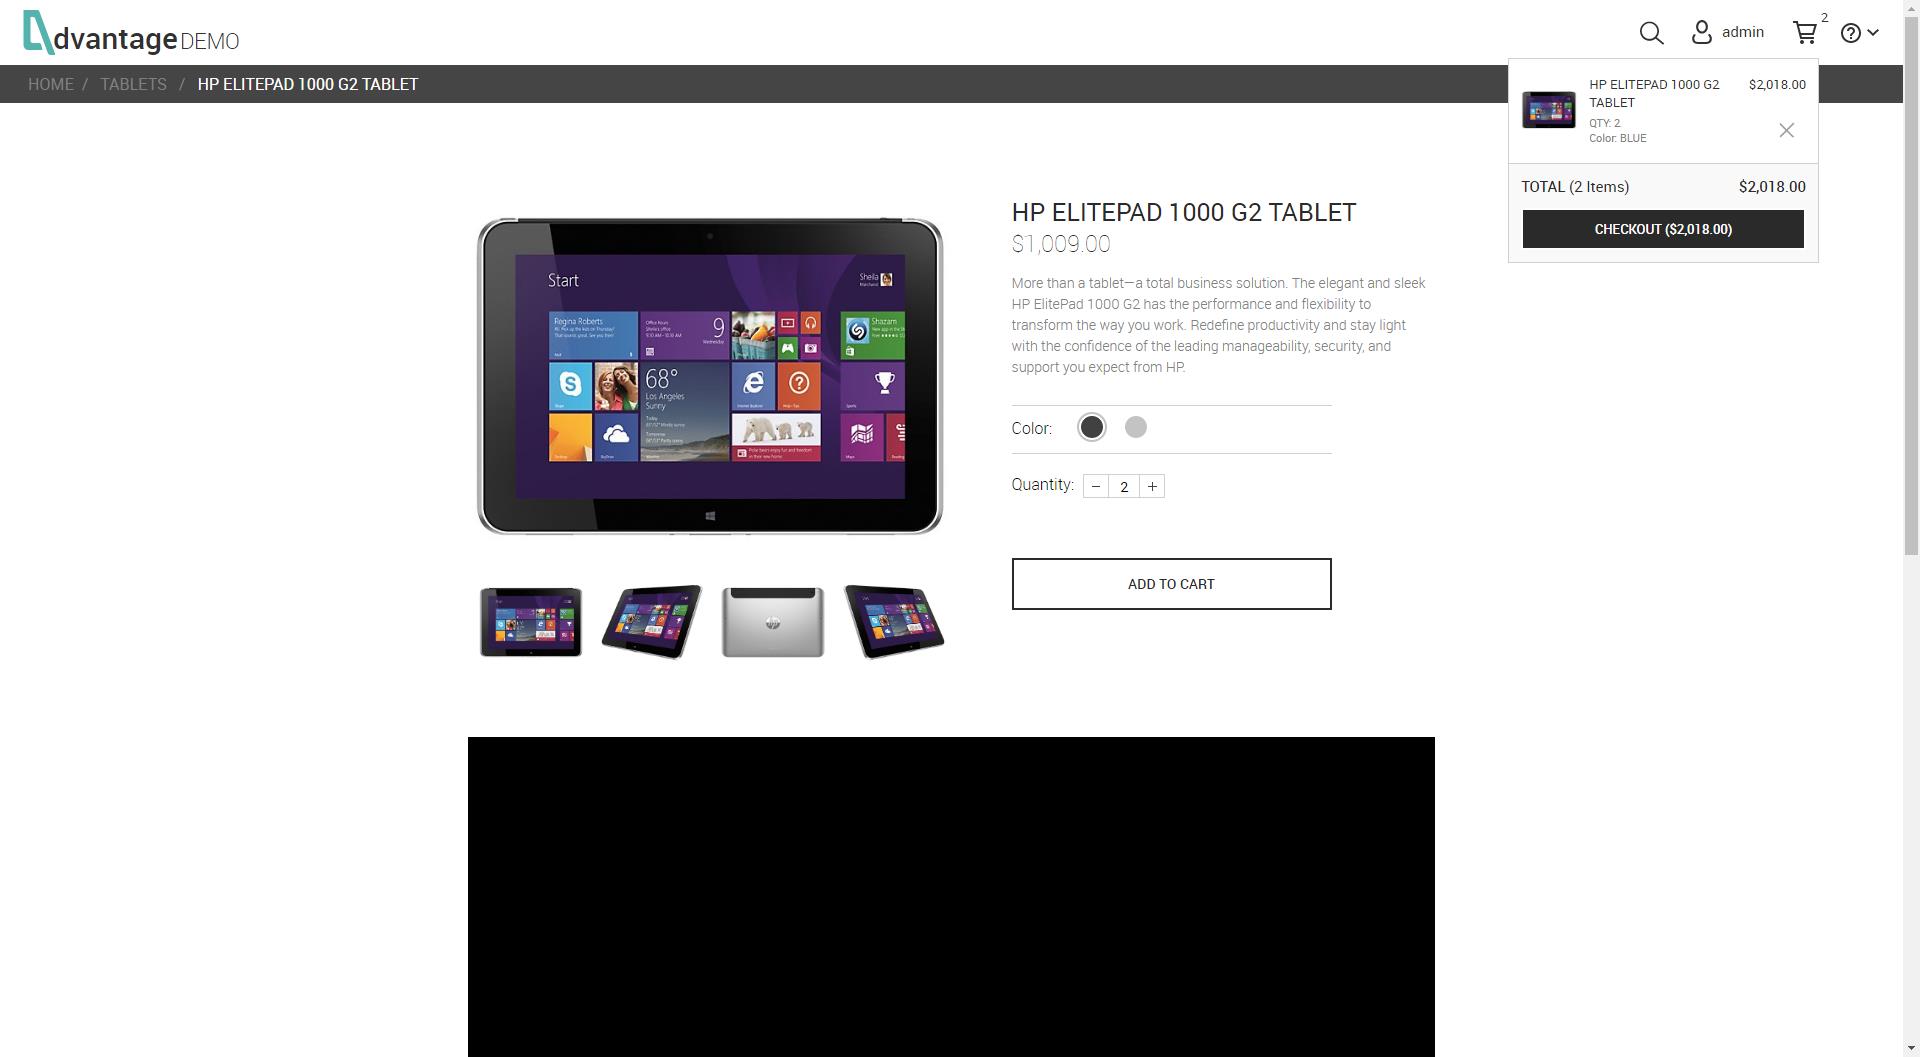 dvantage DEMO
admin
2
HOME / TABLETS / HP ELITEPAD 1000 G2 TABLET
HP ELITEPAD 1000 G2 TABLET
$2,018.00
QTY: 2
Color: BLUE
TOTAL (2 Items) $2,018.00
CHECKOUT ($2,018.00)
HP ELITEPAD 1000 G2 TABLET
$1,009.00
More than a tablet—a total business solution. The elegant and sleek
HP ElitePad 1000 G2 has the performance and flexibility to
transform the way you work. Redefine productivity and stay light
with the confidence of the leading manageability, security, and
support you expect from HP.
Color:
Quantity: − 2 +
ADD TO CART
Start
Sheila
Regina Roberts
9
Wednesday
Shazam
68°
Los Angeles
Sunny
Today
Tomorrow